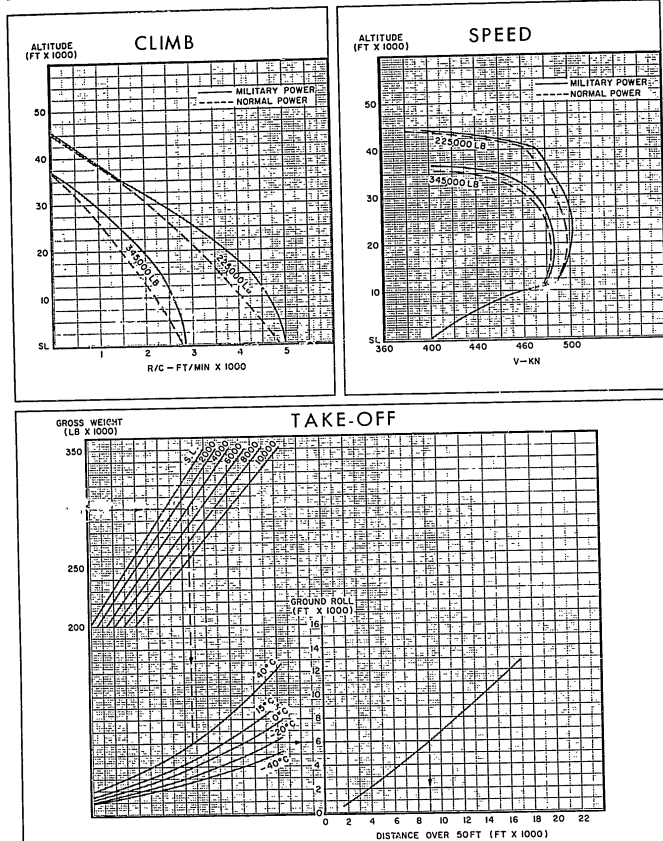 CLIMB
ALTITUDE
(FT X 1000)
MILITARY POWER
NORMAL POWER
50
40
30
20
10
SL
345000 LB
225000 LB
1 2 3 4 5
R/C – FT/MIN X 1000
SPEED
ALTITUDE
(FT X 1000)
MILITARY POWER
NORMAL POWER
50
40
30
20
10
SL
225000 LB
345000 LB
360 400 440 460 500
V–KN
TAKE-OFF
GROSS WEIGHT
(LB X 1000)
350
250
200
S.L.
2000
4000
6000
8000
10000
GROUND ROLL
(FT X 1000)
16
14
12
10
8
6
4
2
0
40°C
15°C
0°C
-20°C
-40°C
0 2 4 6 8 10 12 14 16 18 20 22
DISTANCE OVER 50FT (FT X 1000)